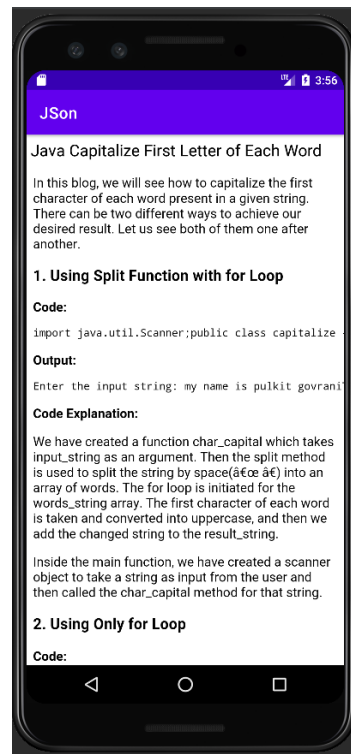 LTE 3:56
JSon
Java Capitalize First Letter of Each Word
In this blog, we will see how to capitalize the first
character of each word present in a given string.
There can be two different ways to achieve our
desired result. Let us see both of them one after
another.
1. Using Split Function with for Loop
Code:
import java.util.Scanner;public class capitalize
Output:
Enter the input string: my name is pulkit govrani
Code Explanation:
We have created a function char_capital which takes
input_string as an argument. Then the split method
is used to split the string by space(â€œ â€) into an
array of words. The for loop is initiated for the
words_string array. The first character of each word
is taken and converted into uppercase, and then we
add the changed string to the result_string.
Inside the main function, we have created a scanner
object to take a string as input from the user and
then called the char_capital method for that string.
2. Using Only for Loop
Code: